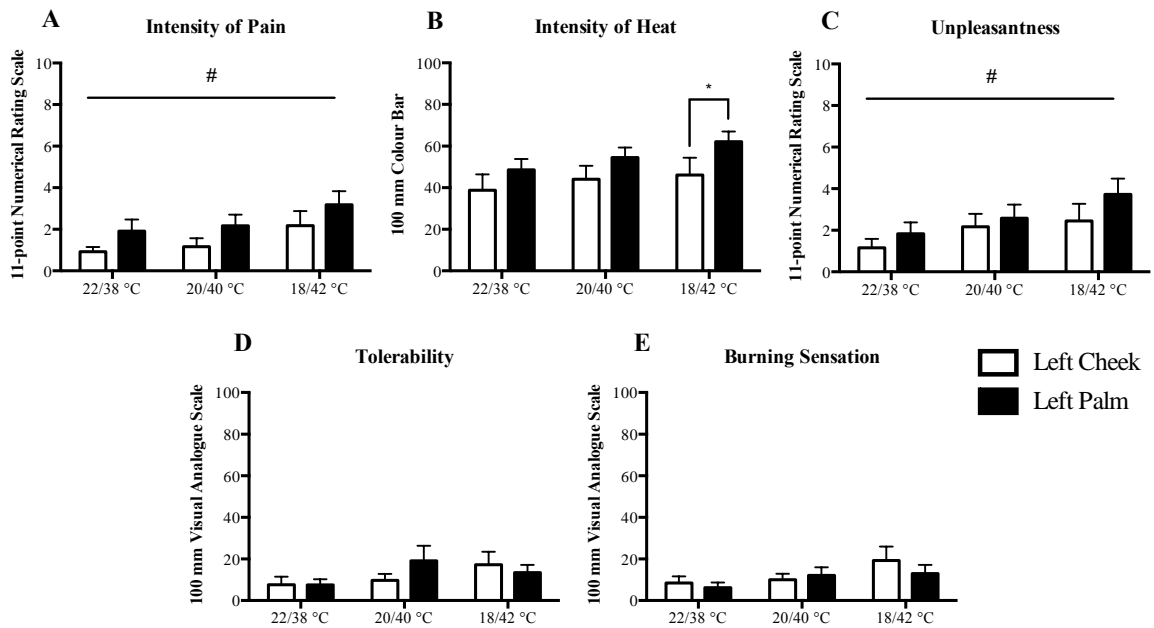 A
Intensity of Pain
11-point Numerical Rating Scale
10
8
6
4
2
0
#
22/38 °C
20/40 °C
18/42 °C
B
Intensity of Heat
100 mm Colour Bar
100
80
60
40
20
0
*
22/38 °C
20/40 °C
18/42 °C
C
Unpleasantness
11-point Numerical Rating Scale
10
8
6
4
2
0
#
22/38 °C
20/40 °C
18/42 °C
D
Tolerability
100 mm Visual Analogue Scale
100
80
60
40
20
0
22/38 °C
20/40 °C
18/42 °C
E
Burning Sensation
100 mm Visual Analogue Scale
100
80
60
40
20
0
22/38 °C
20/40 °C
18/42 °C
Left Cheek
Left Palm